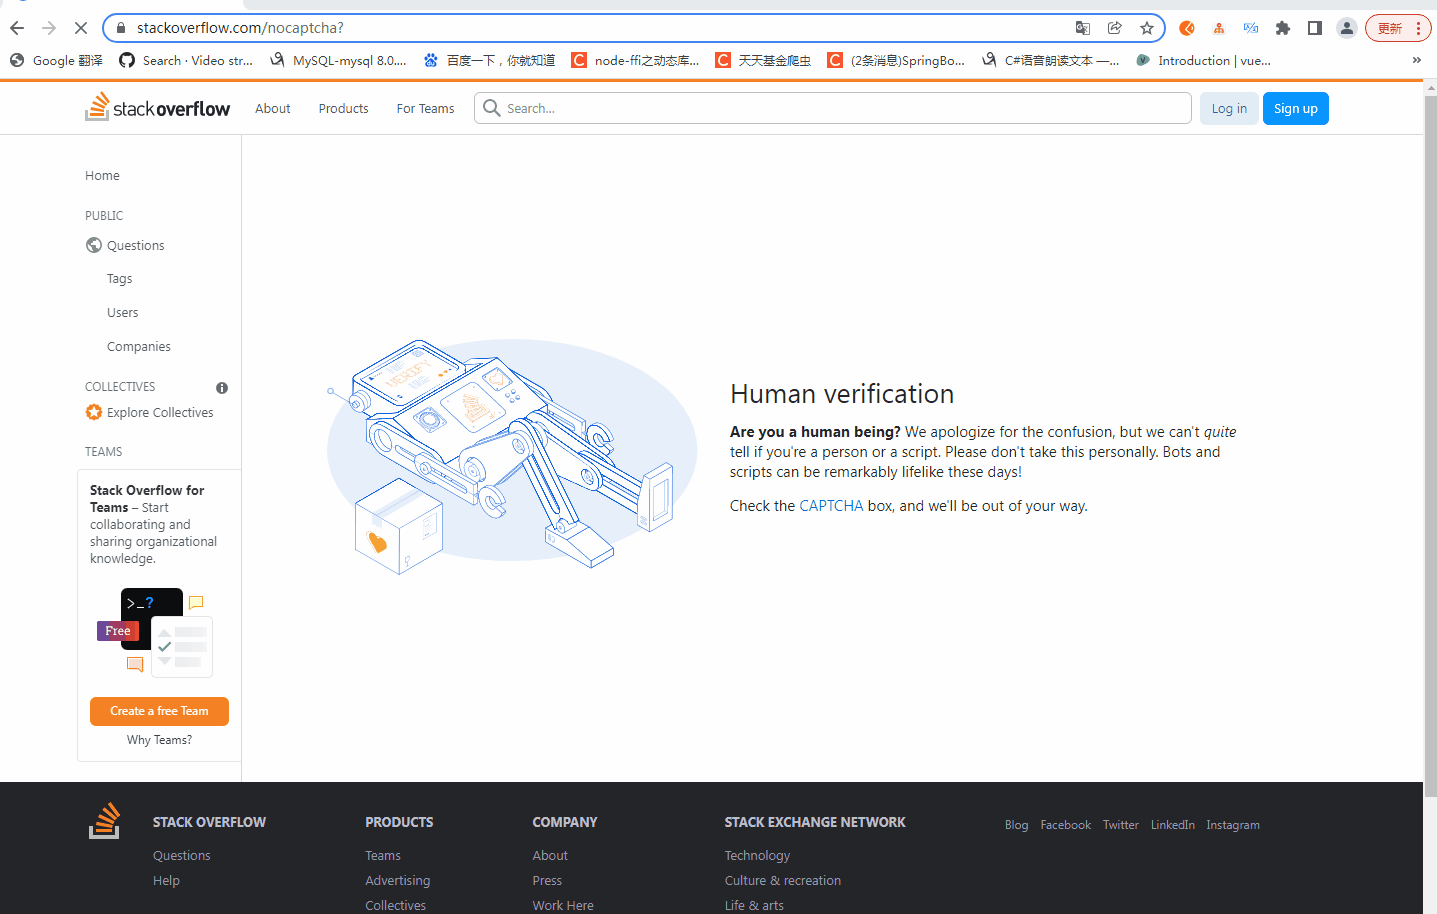 stackoverflow.com/nocaptcha?
更新
Google 翻译
Search · Video str...
MySQL-mysql 8.0....
百度一下，你就知道
node-ffi之动态库...
天天基金爬虫
(2条消息)SpringBo...
C#语音朗读文本 —...
Introduction | vue...
»
stackoverflow
About
Products
For Teams
Search...
Log in
Sign up
Home
PUBLIC
Questions
Tags
Users
Companies
COLLECTIVES
Explore Collectives
TEAMS
Stack Overflow for
Teams – Start
collaborating and
sharing organizational
knowledge.
>_?
Free
Create a free Team
Why Teams?
VERIFY
Human verification
Are you a human being? We apologize for the confusion, but we can't quite
tell if you're a person or a script. Please don't take this personally. Bots and
scripts can be remarkably lifelike these days!
Check the CAPTCHA box, and we'll be out of your way.
STACK OVERFLOW
Questions
Help
PRODUCTS
Teams
Advertising
Collectives
COMPANY
About
Press
Work Here
STACK EXCHANGE NETWORK
Technology
Culture & recreation
Life & arts
Blog
Facebook
Twitter
LinkedIn
Instagram